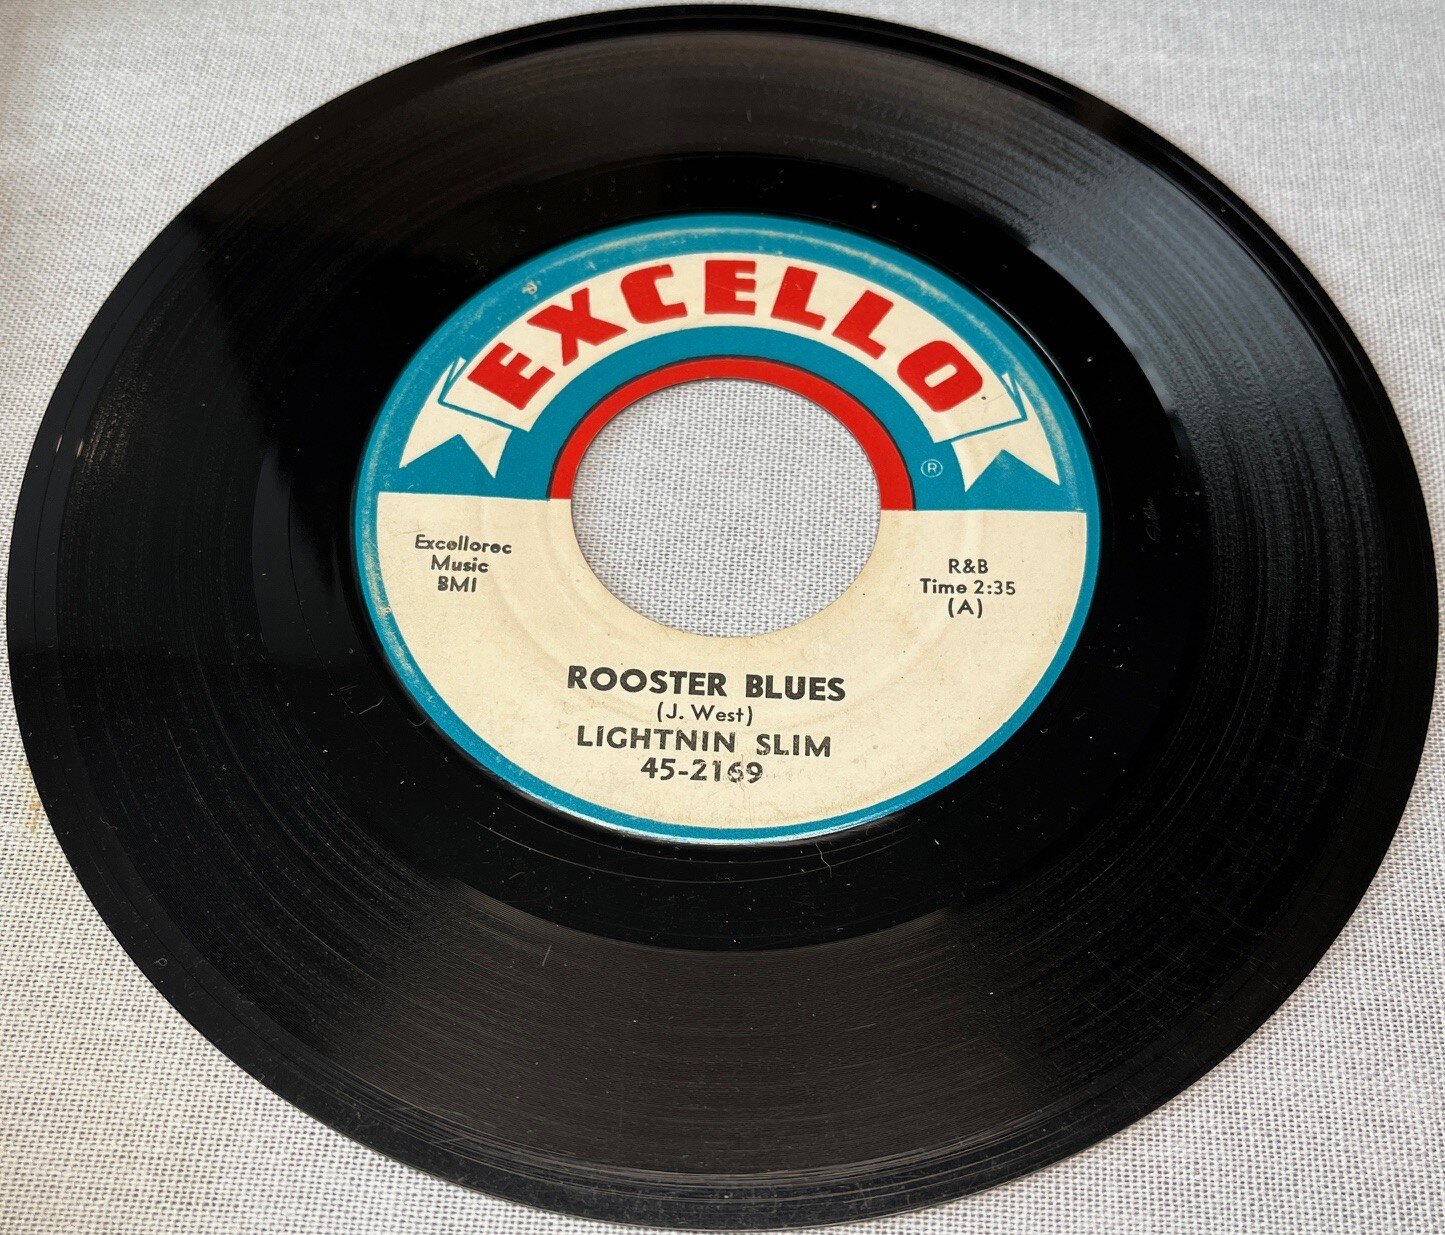 EXCELLO
®
Excellorec
Music
BMI
R&B
Time 2:35
(A)
ROOSTER BLUES
(J. West)
LIGHTNIN SLIM
45-2169